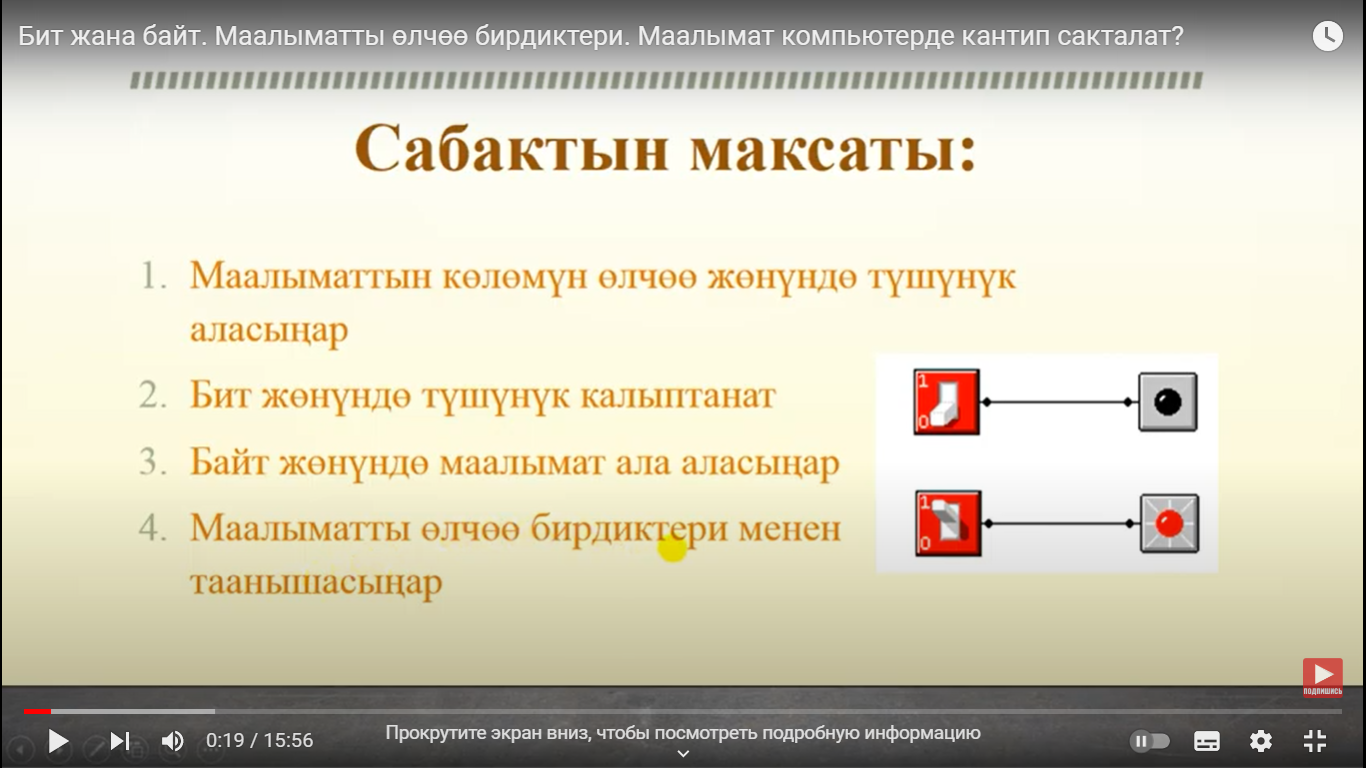 Бит жана байт. Маалыматты өлчөө бирдиктери. Маалымат компьютерде кантип сакталат?
Сабактын максаты:
1. Маалыматтын көлөмүн өлчөө жөнүндө түшүнүк
аласыңар
2. Бит жөнүндө түшүнүк калыптанат
3. Байт жөнүндө маалымат ала аласыңар
4. Маалыматты өлчөө бирдиктери менен
таанышасыңар
1
0
1
0
ПОДПИШИСЬ
0:19 / 15:56
Прокрутите экран вниз, чтобы посмотреть подробную информацию